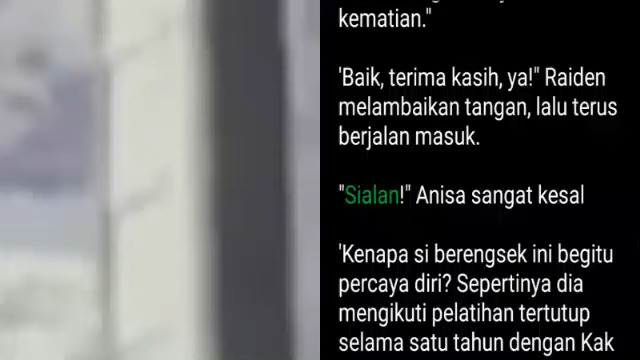 kematian."
'Baik, terima kasih, ya!" Raiden
melambaikan tangan, lalu terus
berjalan masuk.
"Sialan!" Anisa sangat kesal
'Kenapa si berengsek ini begitu
percaya diri? Sepertinya dia
mengikuti pelatihan tertutup
selama satu tahun dengan Kak